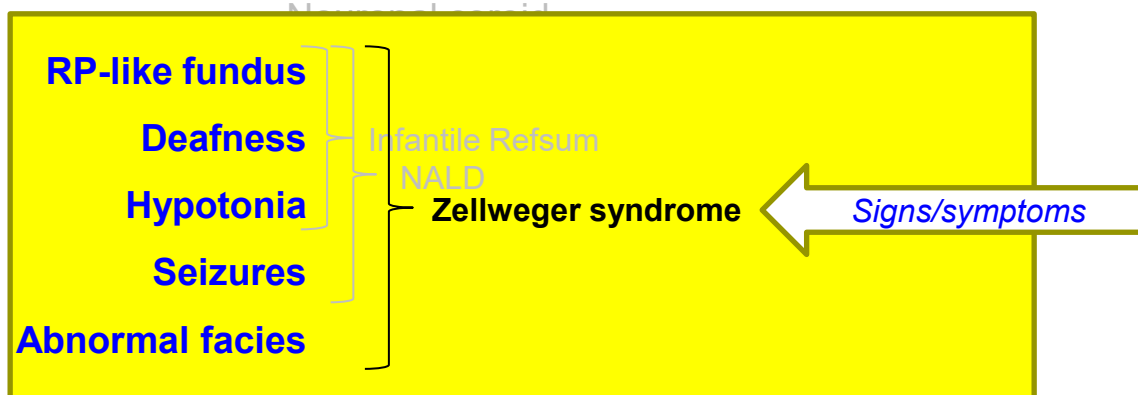 RP-like fundus
Deafness
Infantile Refsum
NALD
Hypotonia
Zellweger syndrome
Signs/symptoms
Seizures
Abnormal facies